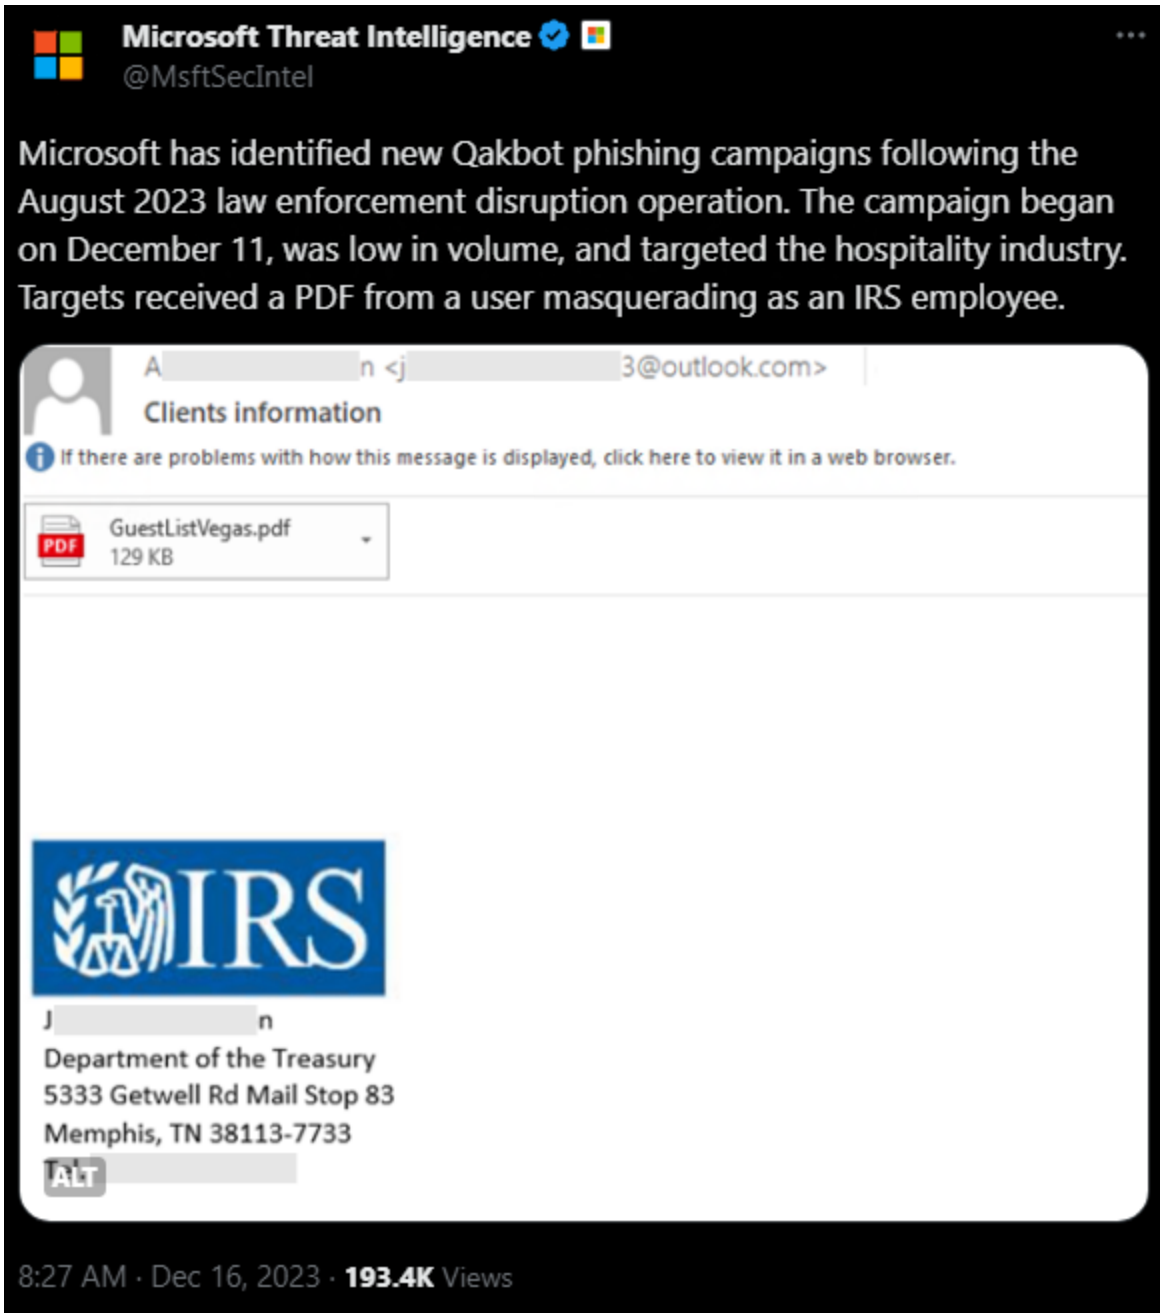 Microsoft Threat Intelligence
@MsftSecIntel
Microsoft has identified new Qakbot phishing campaigns following the
August 2023 law enforcement disruption operation. The campaign began
on December 11, was low in volume, and targeted the hospitality industry.
Targets received a PDF from a user masquerading as an IRS employee.
A n <j 3@outlook.com>
Clients information
If there are problems with how this message is displayed, click here to view it in a web browser.
PDF
GuestListVegas.pdf
129 KB
IRS
J n
Department of the Treasury
5333 Getwell Rd Mail Stop 83
Memphis, TN 38113-7733
ALT
8:27 AM · Dec 16, 2023 · 193.4K Views